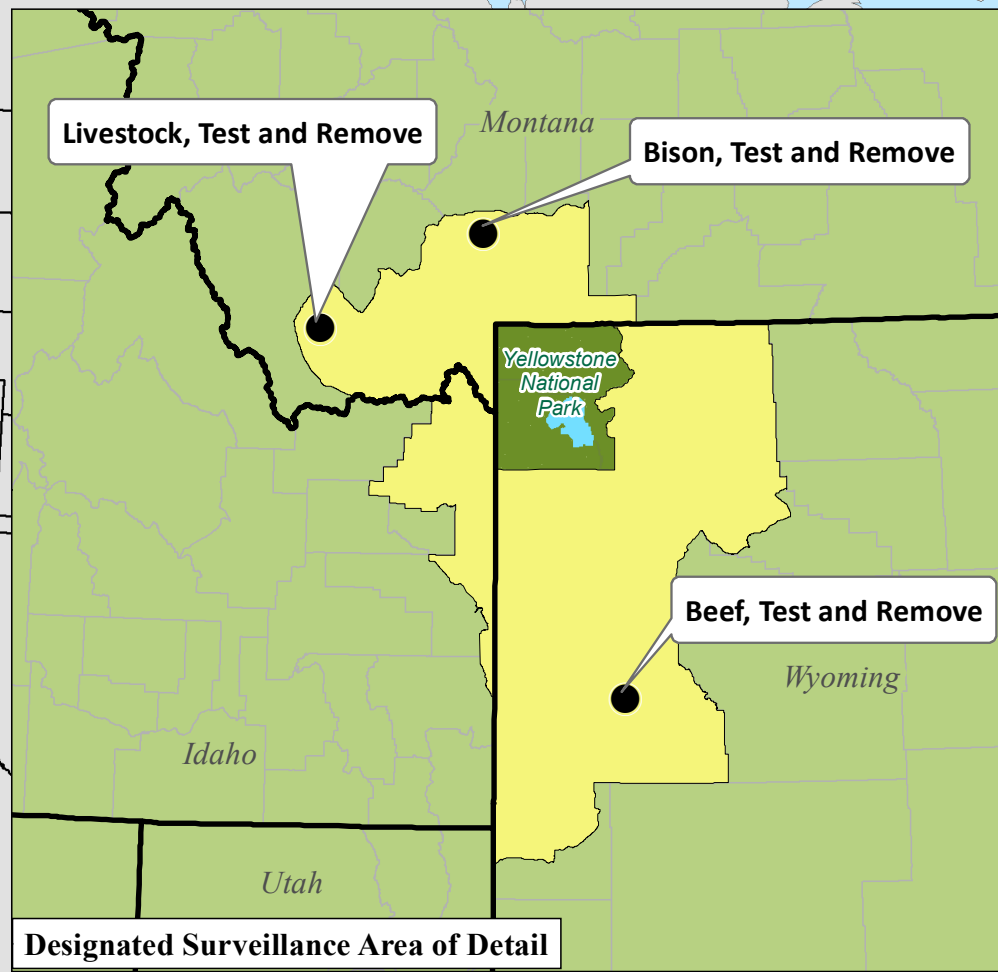 Montana
Livestock, Test and Remove
Bison, Test and Remove
Yellowstone
National
Park
Beef, Test and Remove
Wyoming
Idaho
Utah
Designated Surveillance Area of Detail